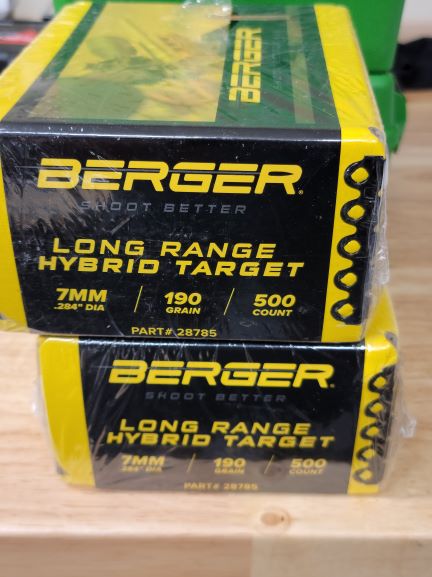 BERGER
BERGER
SHOOT BETTER
LONG RANGE
HYBRID TARGET
7MM / 190 / 500
.284" DIA GRAIN COUNT
PART# 28785
BERGER
SHOOT BETTER
LONG RANGE
HYBRID TARGET
7MM / 190 / 500
.284" DIA GRAIN COUNT
PART# 28785